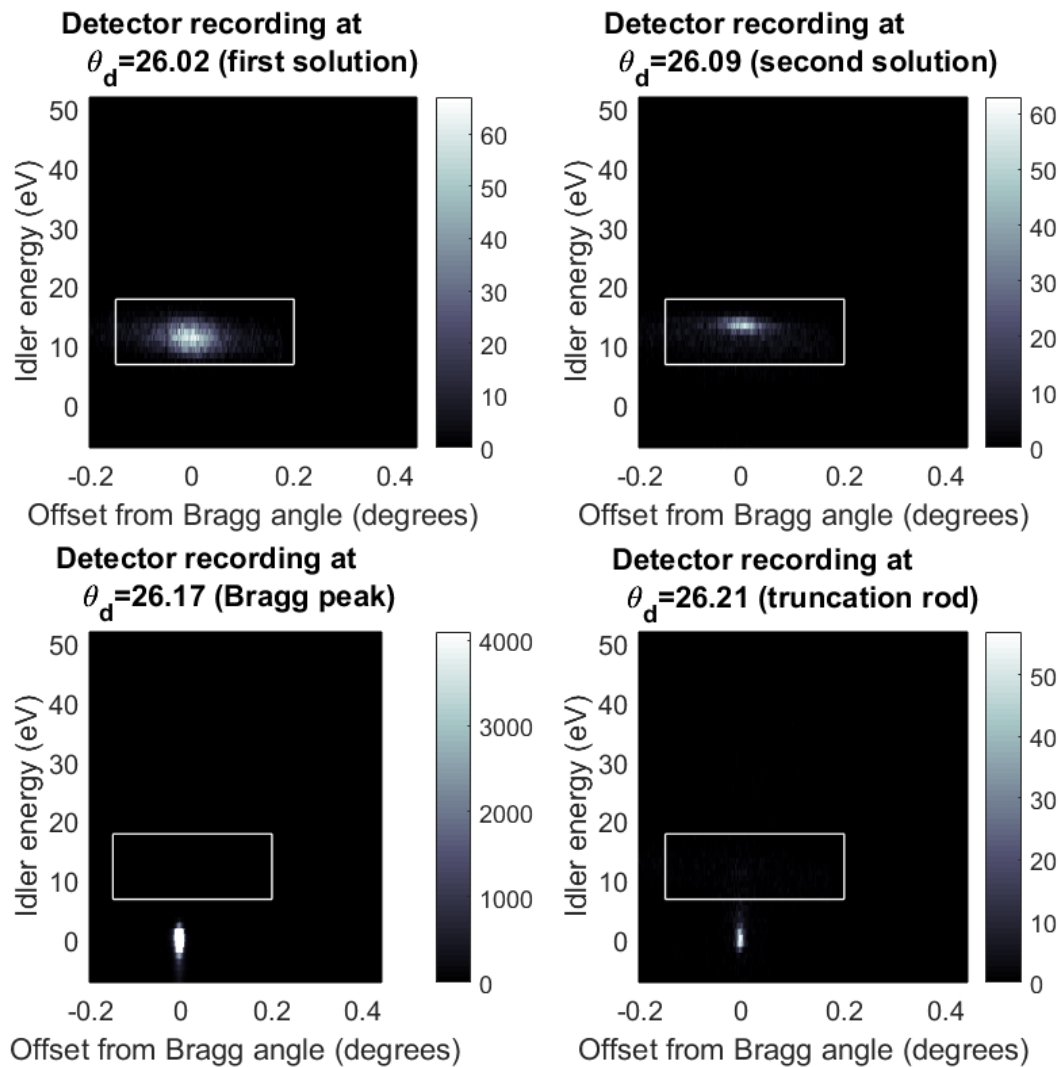 Detector recording at
θd=26.02 (first solution)
50
40
30
20
10
0
Idler energy (eV)
-0.2 0 0.2 0.4
Offset from Bragg angle (degrees)
60
50
40
30
20
10
0
Detector recording at
θd=26.09 (second solution)
50
40
30
20
10
0
Idler energy (eV)
-0.2 0 0.2 0.4
Offset from Bragg angle (degrees)
60
50
40
30
20
10
0
Detector recording at
θd=26.17 (Bragg peak)
50
40
30
20
10
0
Idler energy (eV)
-0.2 0 0.2 0.4
Offset from Bragg angle (degrees)
4000
3000
2000
1000
0
Detector recording at
θd=26.21 (truncation rod)
50
40
30
20
10
0
Idler energy (eV)
-0.2 0 0.2 0.4
Offset from Bragg angle (degrees)
50
40
30
20
10
0